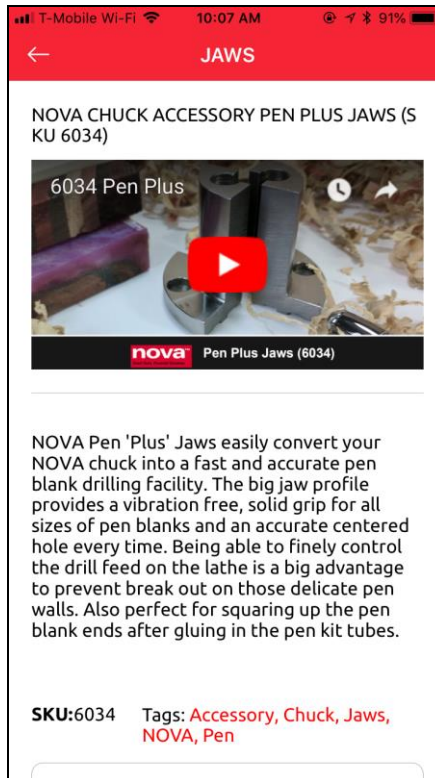 T-Mobile Wi-Fi 10:07 AM 91%
JAWS
NOVA CHUCK ACCESSORY PEN PLUS JAWS (S
KU 6034)
6034 Pen Plus
nova Pen Plus Jaws (6034)
NOVA Pen 'Plus' Jaws easily convert your
NOVA chuck into a fast and accurate pen
blank drilling facility. The big jaw profile
provides a vibration free, solid grip for all
sizes of pen blanks and an accurate centered
hole every time. Being able to finely control
the drill feed on the lathe is a big advantage
to prevent break out on those delicate pen
walls. Also perfect for squaring up the pen
blank ends after gluing in the pen kit tubes.
SKU:6034 Tags: Accessory, Chuck, Jaws,
NOVA, Pen